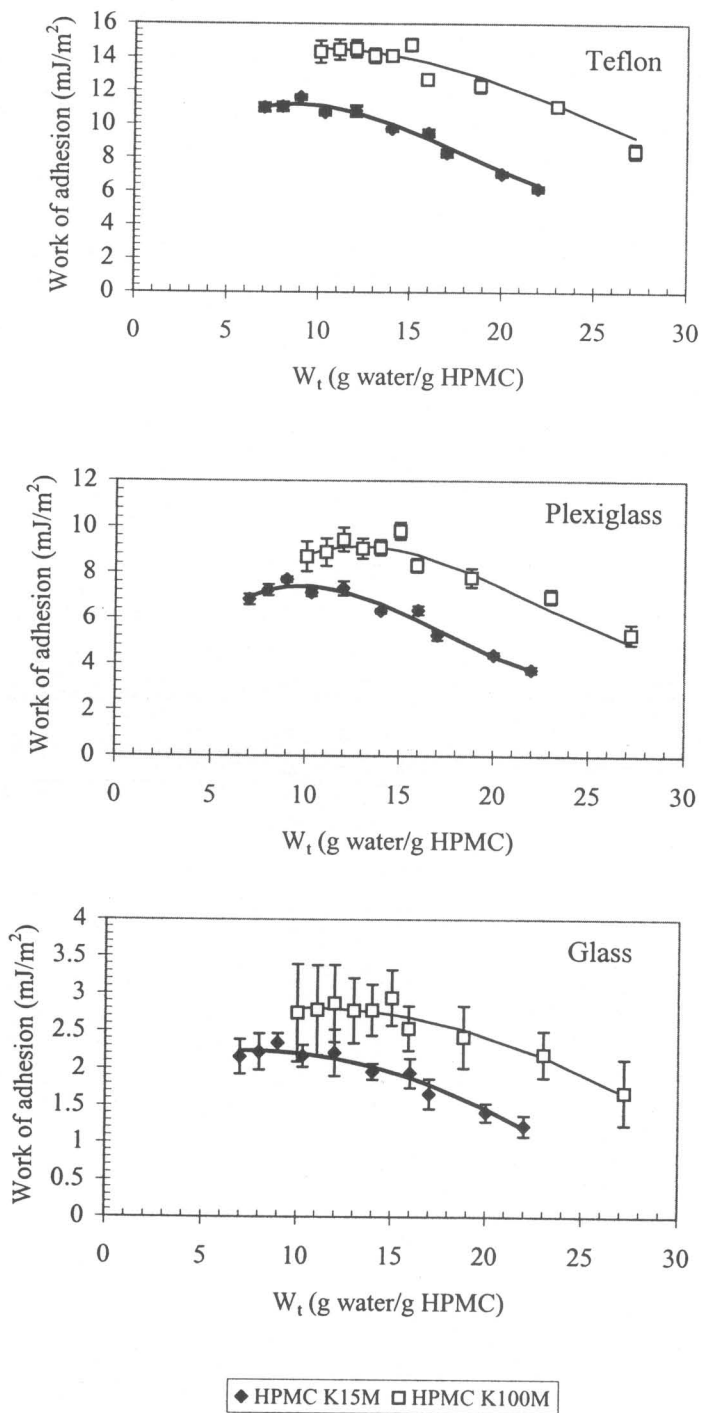 Teflon
Work of adhesion (mJ/m²)
16
14
12
10
8
6
4
2
0
0 5 10 15 20 25 30
Wₜ (g water/g HPMC)
Plexiglass
Work of adhesion (mJ/m²)
12
10
8
6
4
2
0
0 5 10 15 20 25 30
Wₜ (g water/g HPMC)
Glass
Work of adhesion (mJ/m²)
4
3.5
3
2.5
2
1.5
1
0.5
0
0 5 10 15 20 25 30
Wₜ (g water/g HPMC)
HPMC K15M HPMC K100M